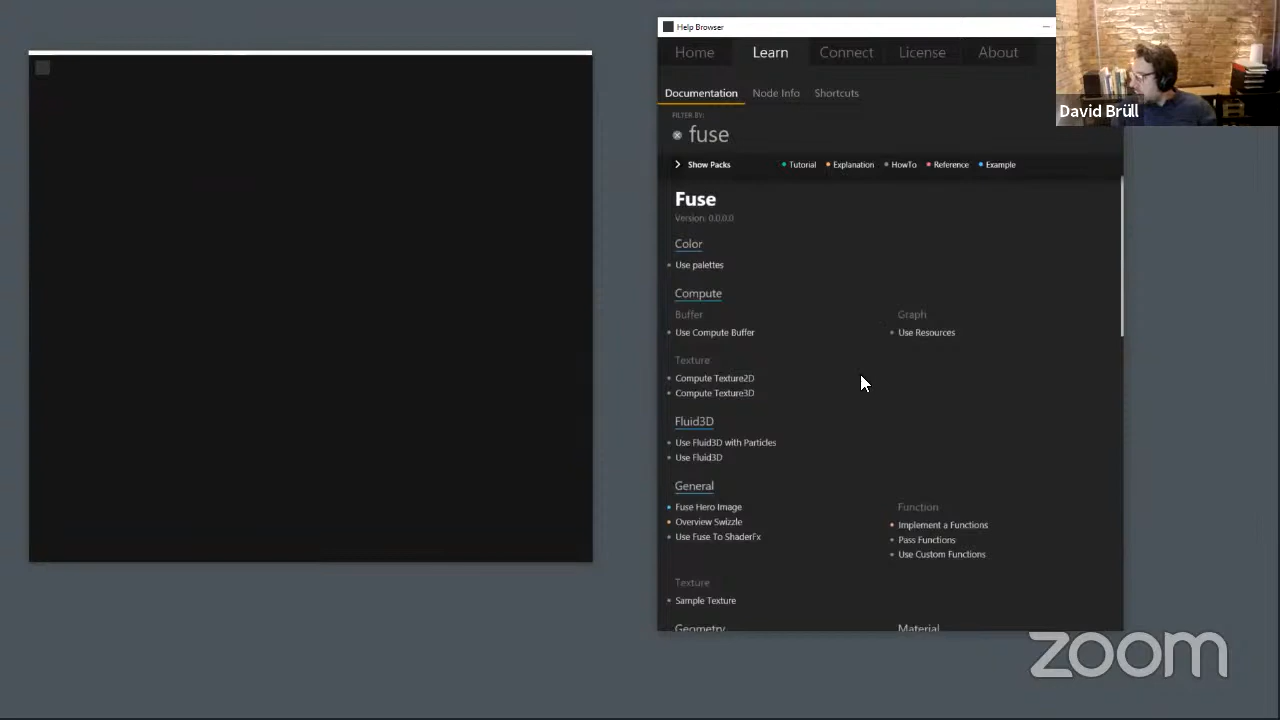 Help Browser
Home Learn Connect License About
Documentation Node Info Shortcuts
FILTER BY:
fuse
Show Packs Tutorial Explanation HowTo Reference Example
Fuse
Version: 0.0.0.0
Color
Use palettes
Compute
Buffer
Use Compute Buffer
Graph
Use Resources
Texture
Compute Texture2D
Compute Texture3D
Fluid3D
Use Fluid3D with Particles
Use Fluid3D
General
Fuse Hero Image
Overview Swizzle
Use Fuse To ShaderFx
Function
Implement a Functions
Pass Functions
Use Custom Functions
Texture
Sample Texture
Geometry
Material
David Brüll
zoom